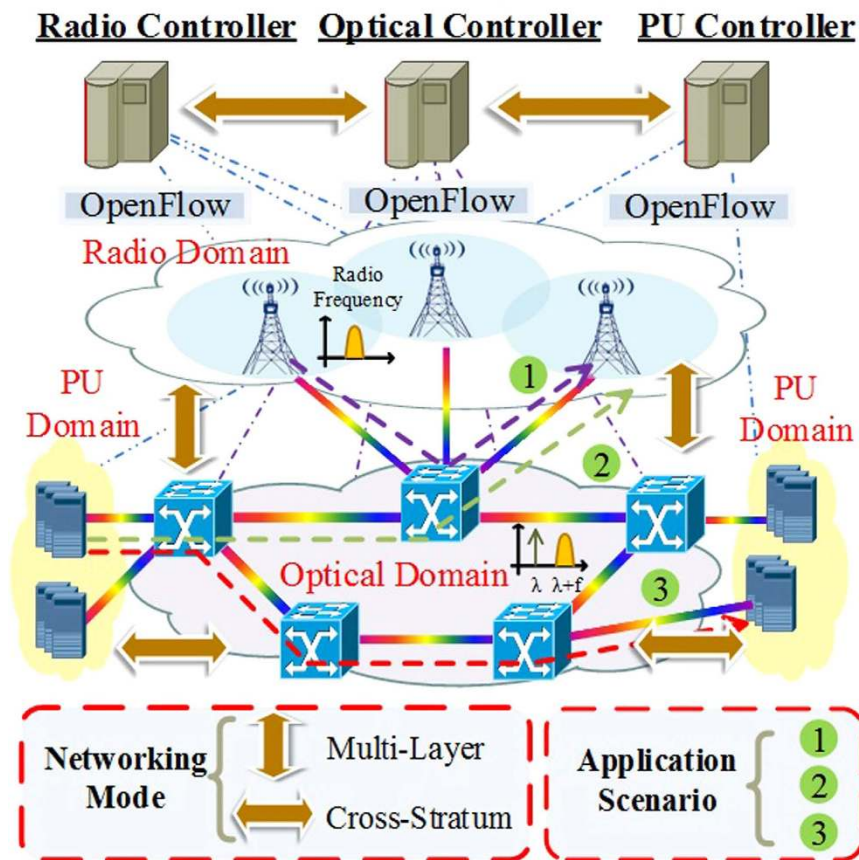 Radio Controller Optical Controller PU Controller
OpenFlow OpenFlow OpenFlow
Radio Domain
Radio
Frequency
1
PU
Domain
PU
Domain
2
Optical Domain
λ λ+f
3
Networking
Mode
Multi-Layer
Cross-Stratum
Application
Scenario
1
2
3